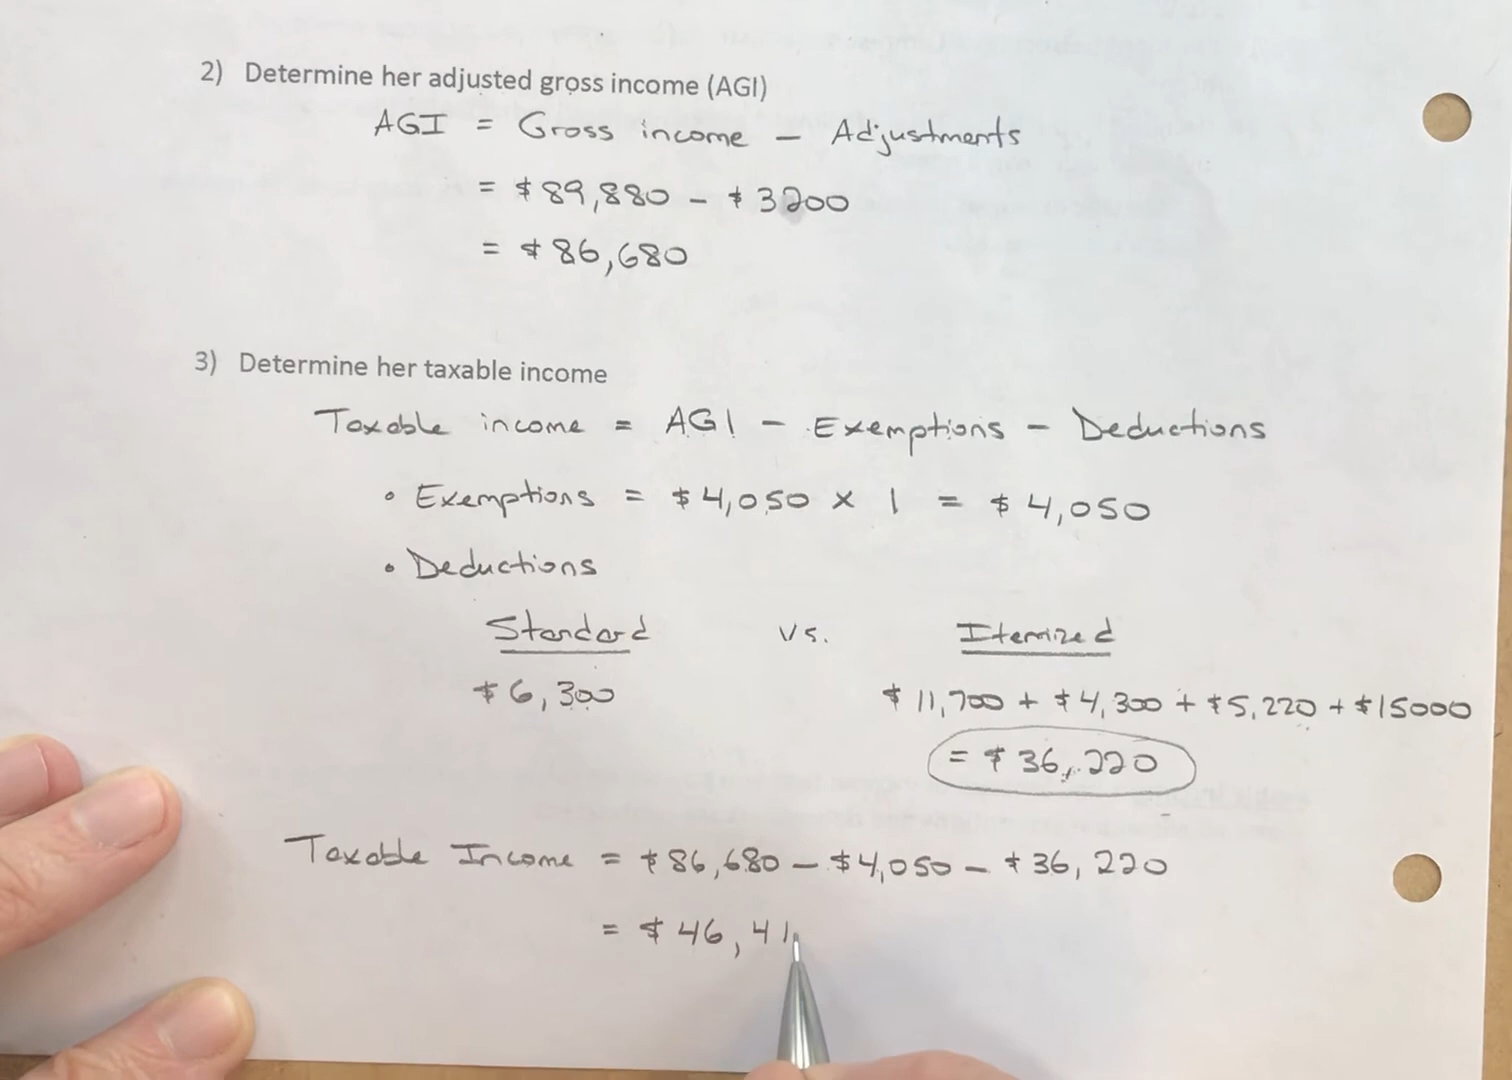 2) Determine her adjusted gross income (AGI)
AGI = Gross income - Adjustments
= $89,880 - $3200
= $86,680
3) Determine her taxable income
Taxable income = AGI - Exemptions - Deductions
• Exemptions = $4,050 x 1 = $4,050
• Deductions
Standard vs. Itemized
$6,300 $11,700 + $4,300 + $5,220 + $15000
= $36,220
Taxable Income = $86,680 - $4,050 - $36,220
= $46,41